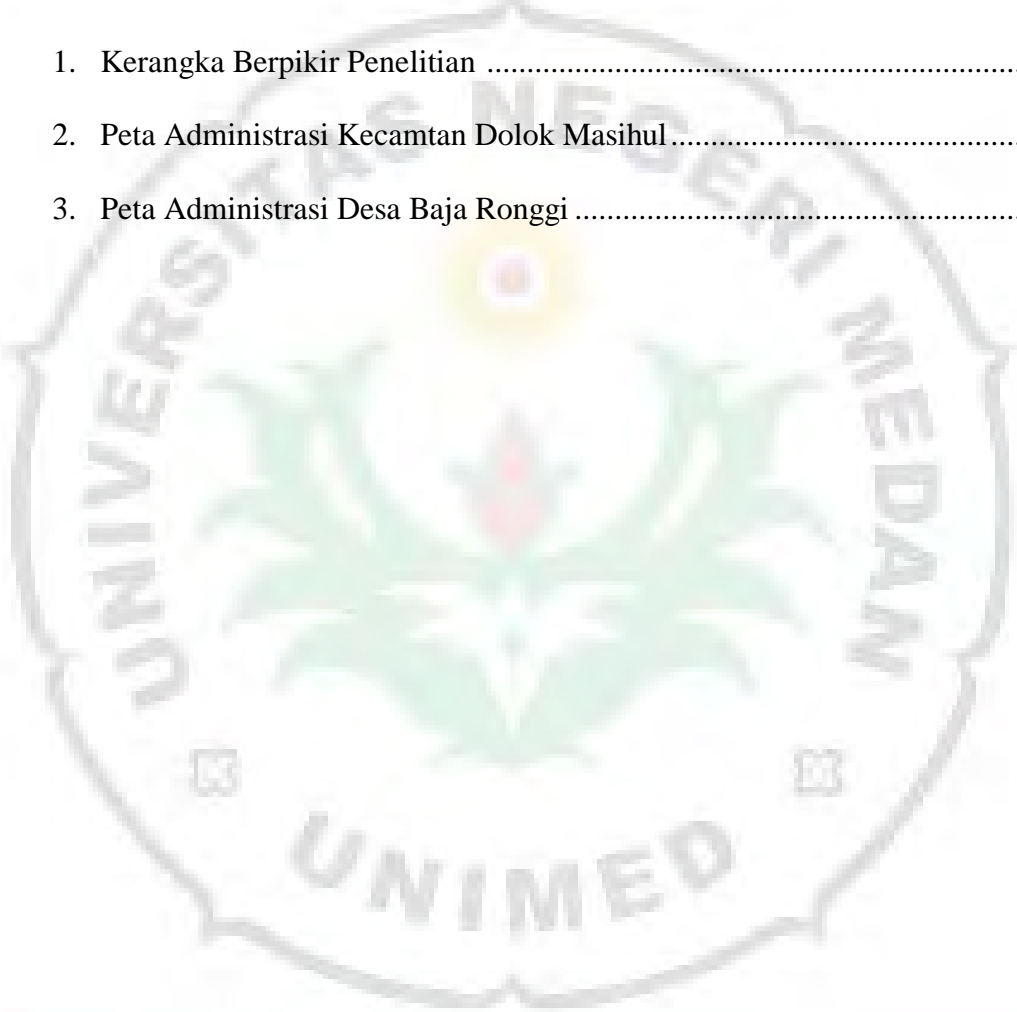 1. Kerangka Berpikir Penelitian ....................................................................
2. Peta Administrasi Kecamtan Dolok Masihul............................................
3. Peta Administrasi Desa Baja Ronggi ........................................................
UNIVERSITAS NEGERI MEDAN
UNIMED